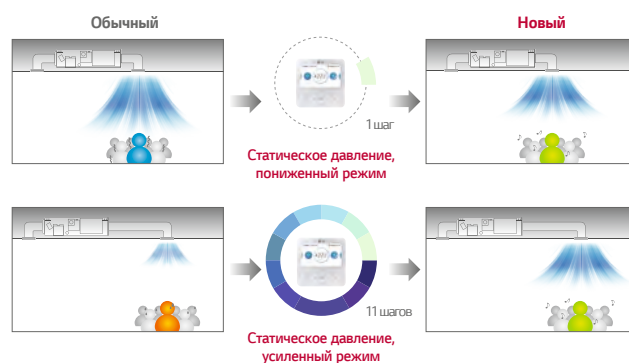 Обычный
Новый
1 шаг
Статическое давление,
пониженный режим
11 шагов
Статическое давление,
усиленный режим